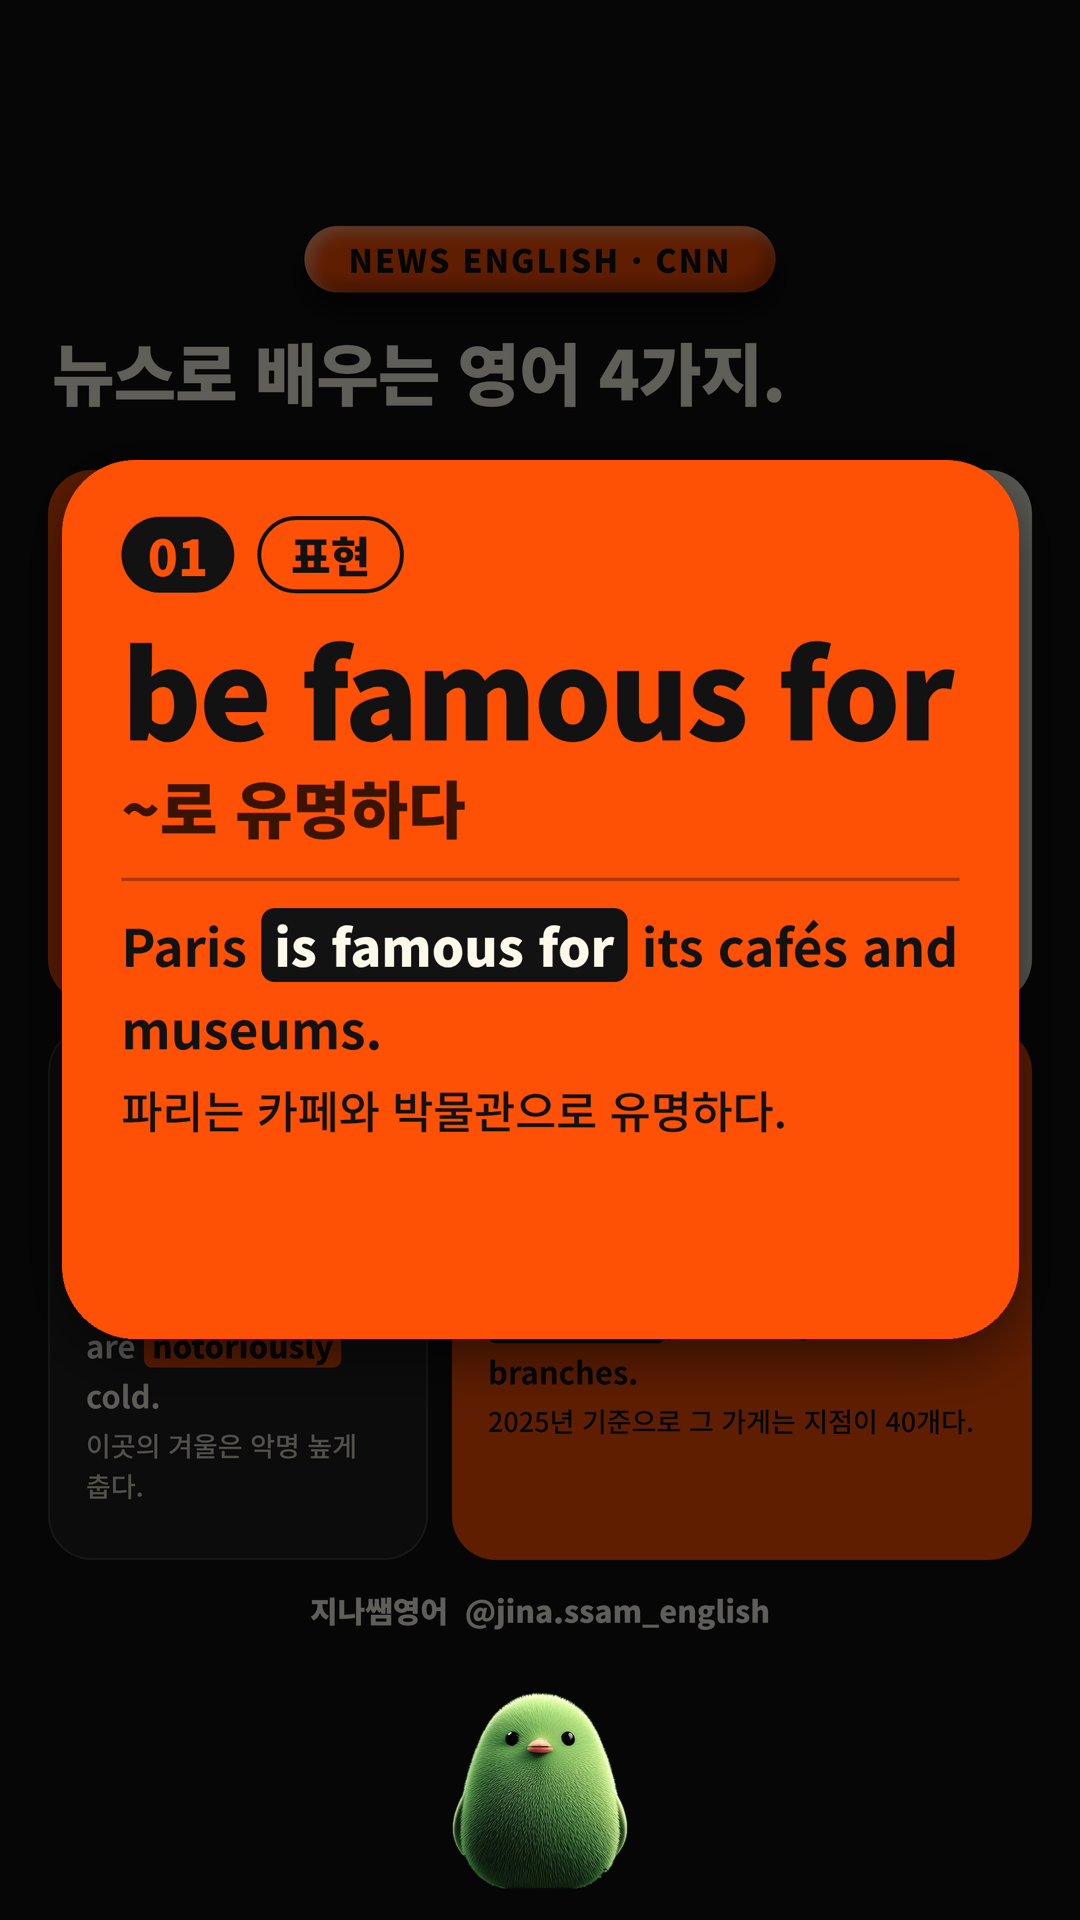 NEWS ENGLISH · CNN
뉴스로 배우는 영어 4가지.
01 표현
be famous for
~로 유명하다
Paris is famous for its cafés and
museums.
파리는 카페와 박물관으로 유명하다.
are notoriously
cold.
이곳의 겨울은 악명 높게
춥다.
branches.
2025년 기준으로 그 가게는 지점이 40개다.
지나쌤영어 @jina.ssam_english